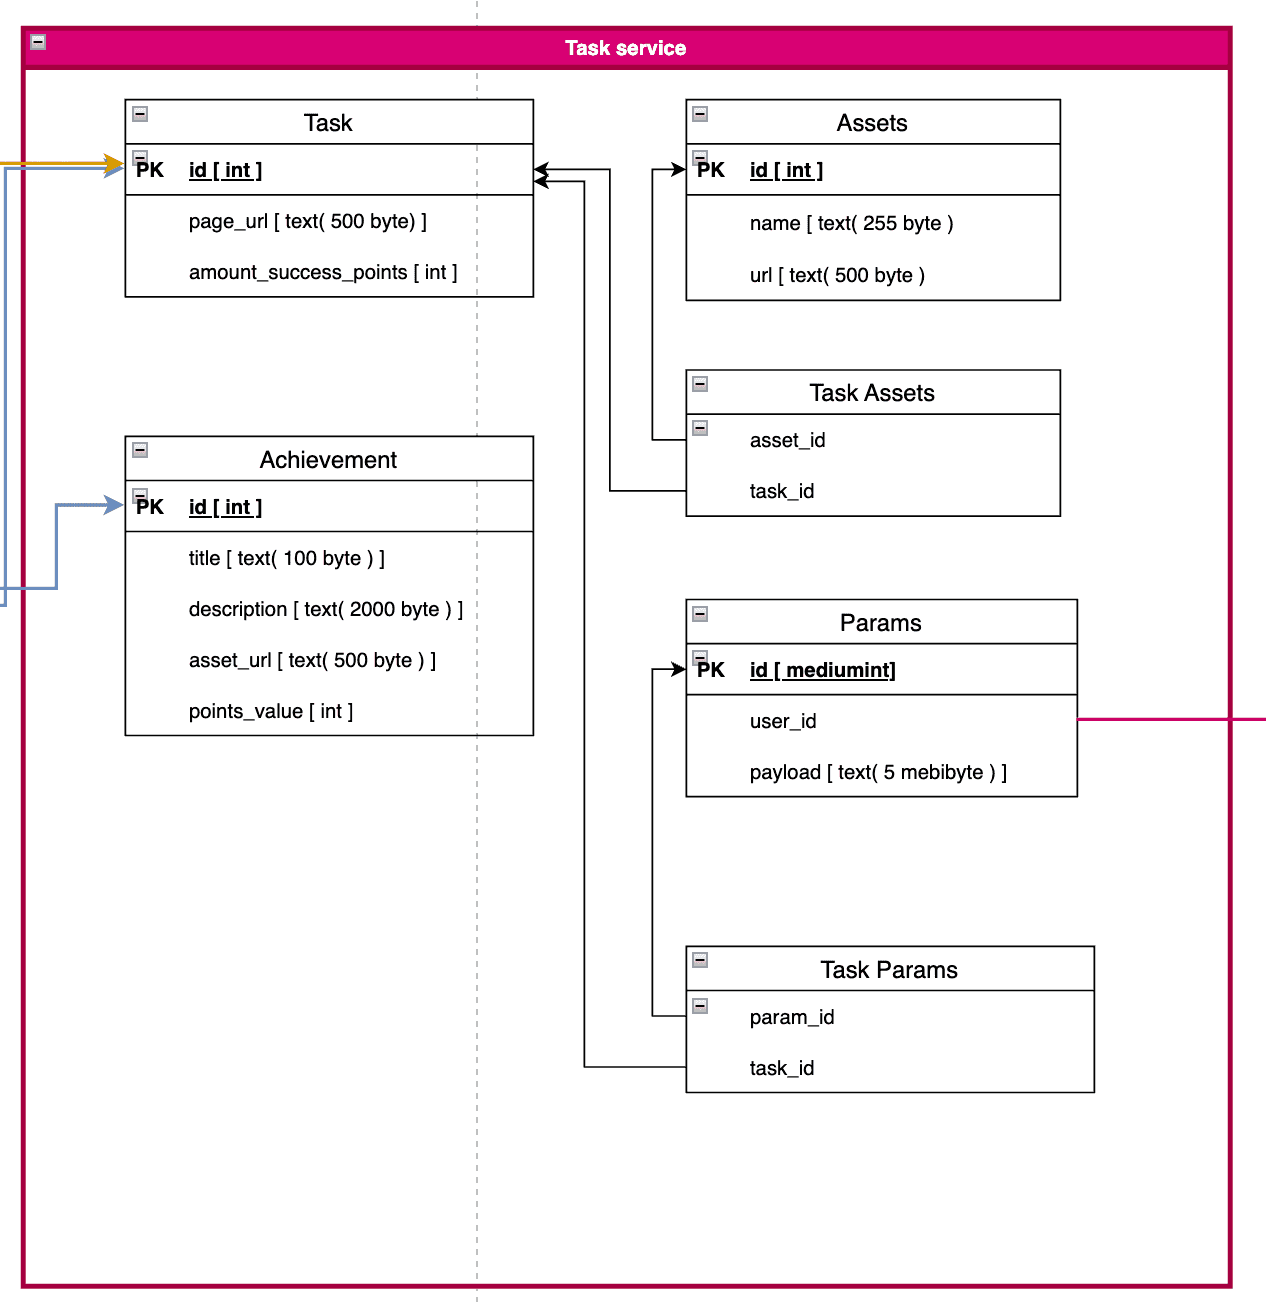 Task service
Task
PK id [ int ]
page_url [ text( 500 byte) ]
amount_success_points [ int ]
Achievement
PK id [ int ]
title [ text( 100 byte ) ]
description [ text( 2000 byte ) ]
asset_url [ text( 500 byte ) ]
points_value [ int ]
Assets
PK id [ int ]
name [ text( 255 byte )
url [ text( 500 byte )
Task Assets
asset_id
task_id
Params
PK id [ mediumint]
user_id
payload [ text( 5 mebibyte ) ]
Task Params
param_id
task_id